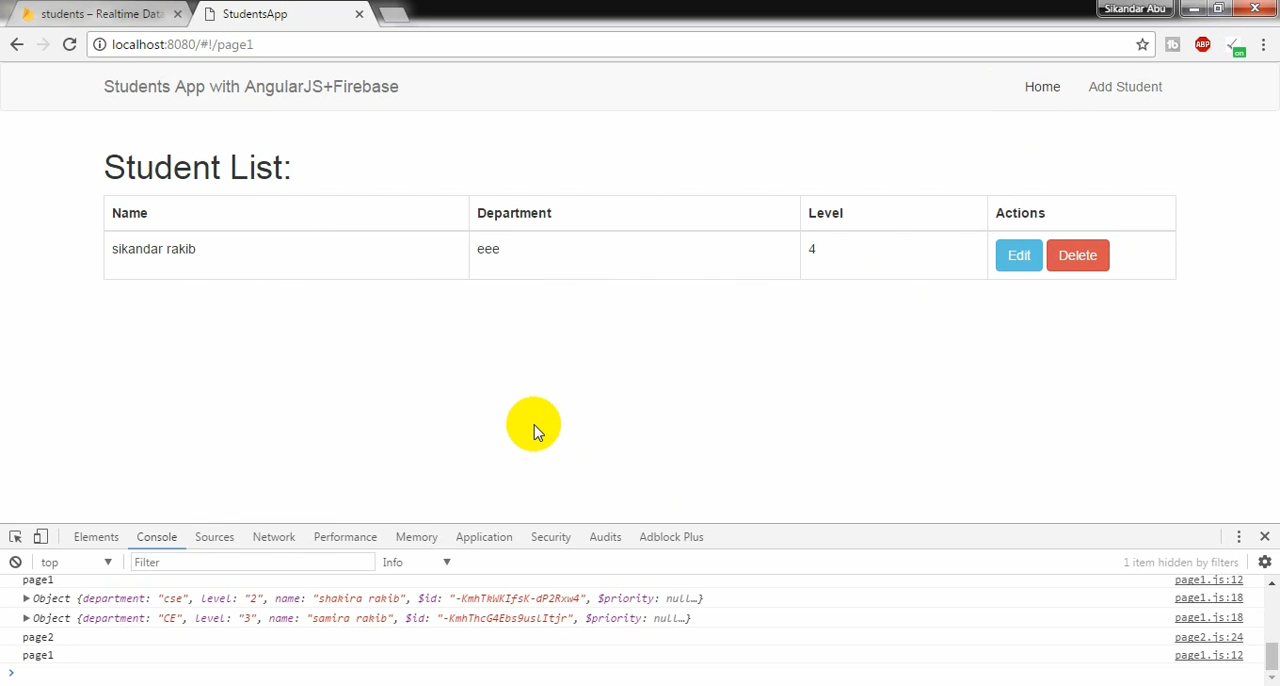 students – Realtime Data
StudentsApp
Sikandar Abu
localhost:8080/#!/page1
ABP
on
Students App with AngularJS+Firebase
Home
Add Student
Student List:
Name
Department
Level
Actions
sikandar rakib
eee
4
Edit
Delete
Elements
Console
Sources
Network
Performance
Memory
Application
Security
Audits
Adblock Plus
top
Filter
Info
1 item hidden by filters
page1
page1.js:12
Object {department: "cse", level: "2", name: "shakira rakib", $id: "-KmhTkWKIfsK-dP2Rxw4", $priority: null…}
page1.js:18
Object {department: "CE", level: "3", name: "samira rakib", $id: "-KmhThcG4Ebs9uslItjr", $priority: null…}
page1.js:18
page2
page2.js:24
page1
page1.js:12